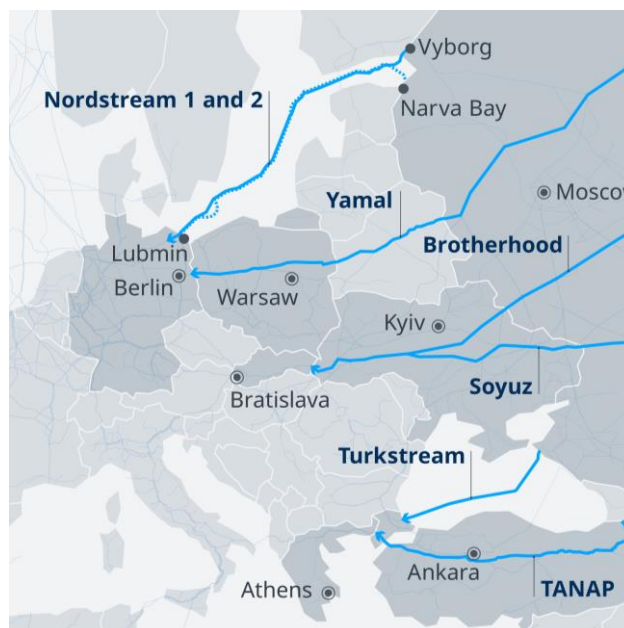 Vyborg
Nordstream 1 and 2
Narva Bay
Yamal
Moscow
Brotherhood
Lubmin
Berlin
Warsaw
Kyiv
Bratislava
Soyuz
Turkstream
Ankara
Athens
TANAP